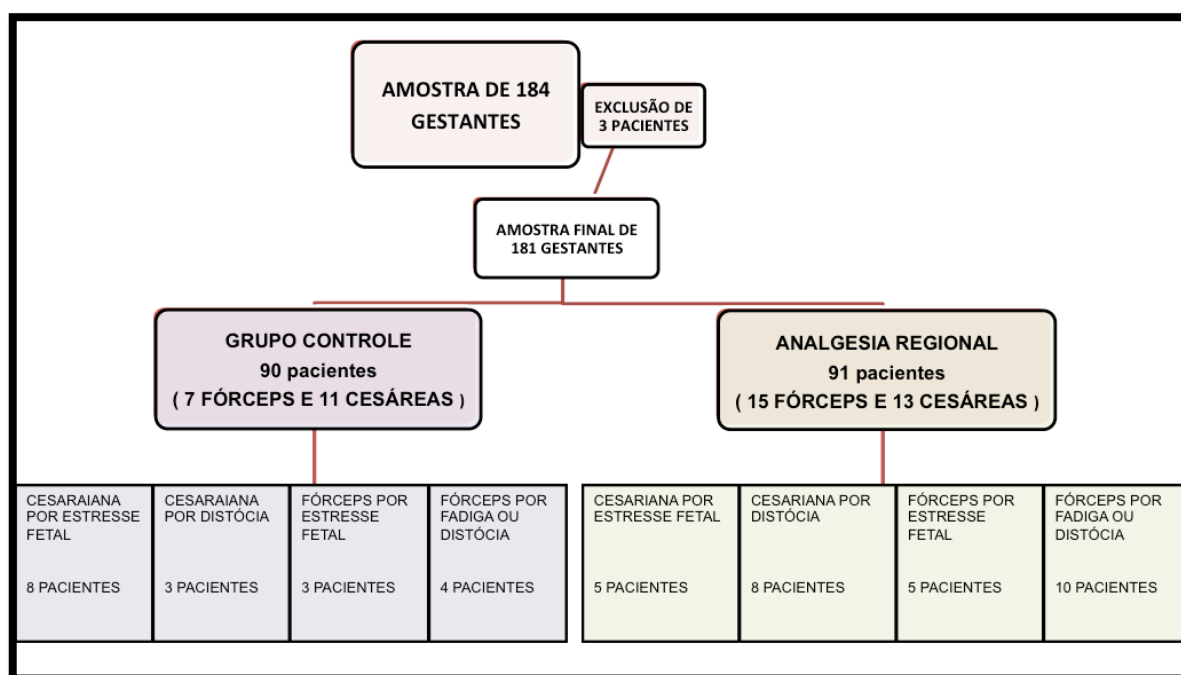 AMOSTRA DE 184
GESTANTES
EXCLUSÃO DE
3 PACIENTES
AMOSTRA FINAL DE
181 GESTANTES
GRUPO CONTROLE
90 pacientes
( 7 FÓRCEPS E 11 CESÁREAS )
ANALGESIA REGIONAL
91 pacientes
( 15 FÓRCEPS E 13 CESÁREAS )
CESARAIANA
POR ESTRESSE
FETAL
8 PACIENTES
CESARAIANA
POR DISTÓCIA
3 PACIENTES
FÓRCEPS POR
ESTRESSE
FETAL
3 PACIENTES
FÓRCEPS POR
FADIGA OU
DISTÓCIA
4 PACIENTES
CESARIANA POR
ESTRESSE FETAL
5 PACIENTES
CESARIANA POR
DISTÓCIA
8 PACIENTES
FÓRCEPS POR
ESTRESSE
FETAL
5 PACIENTES
FÓRCEPS POR
FADIGA OU
DISTÓCIA
10 PACIENTES